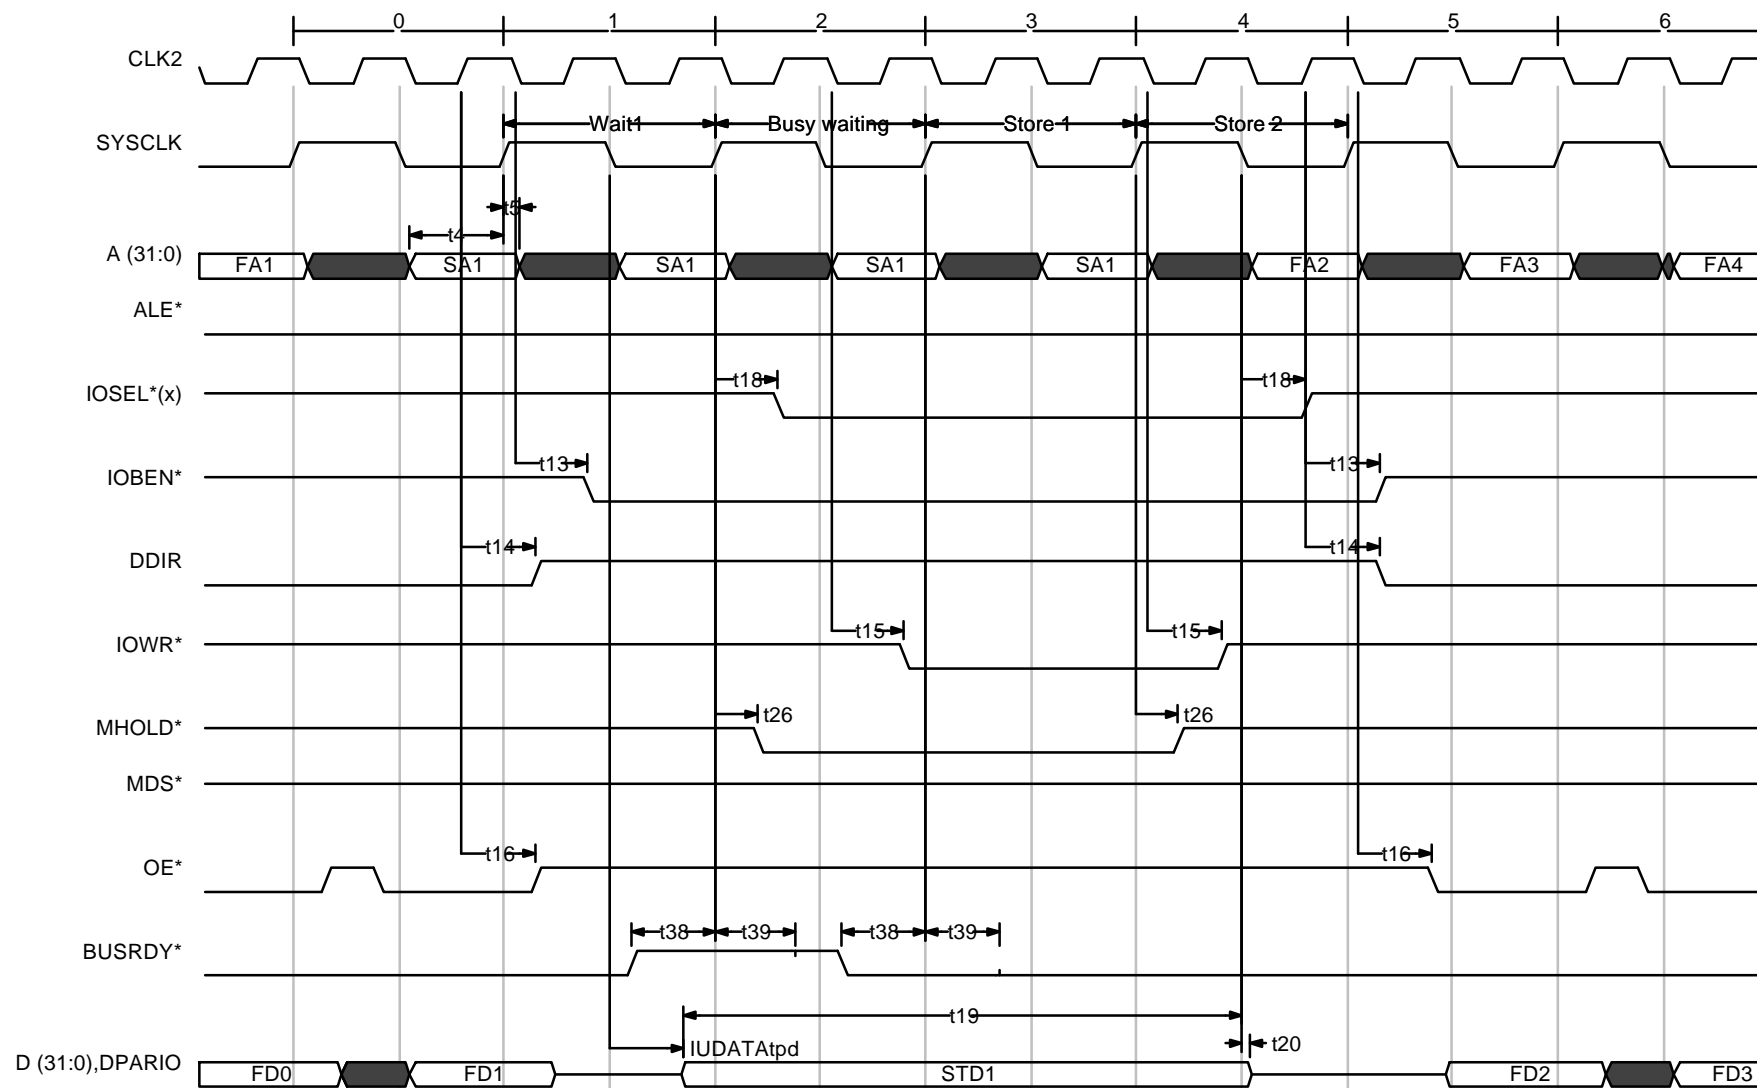 0 1 2 3 4 5 6
CLK2
Wait1 Busy waiting Store 1 Store 2
SYSCLK
t5
t4
A (31:0) FA1 SA1 SA1 SA1 SA1 FA2 FA3 FA4
ALE*
t18 t18
IOSEL*(x)
t13 t13
IOBEN*
t14 t14
DDIR
t15 t15
IOWR*
t26 t26
MHOLD*
MDS*
t16 t16
OE*
t38 t39 t38 t39
BUSRDY*
t19
IUDATAtpd t20
D (31:0),DPARIO FD0 FD1 STD1 FD2 FD3